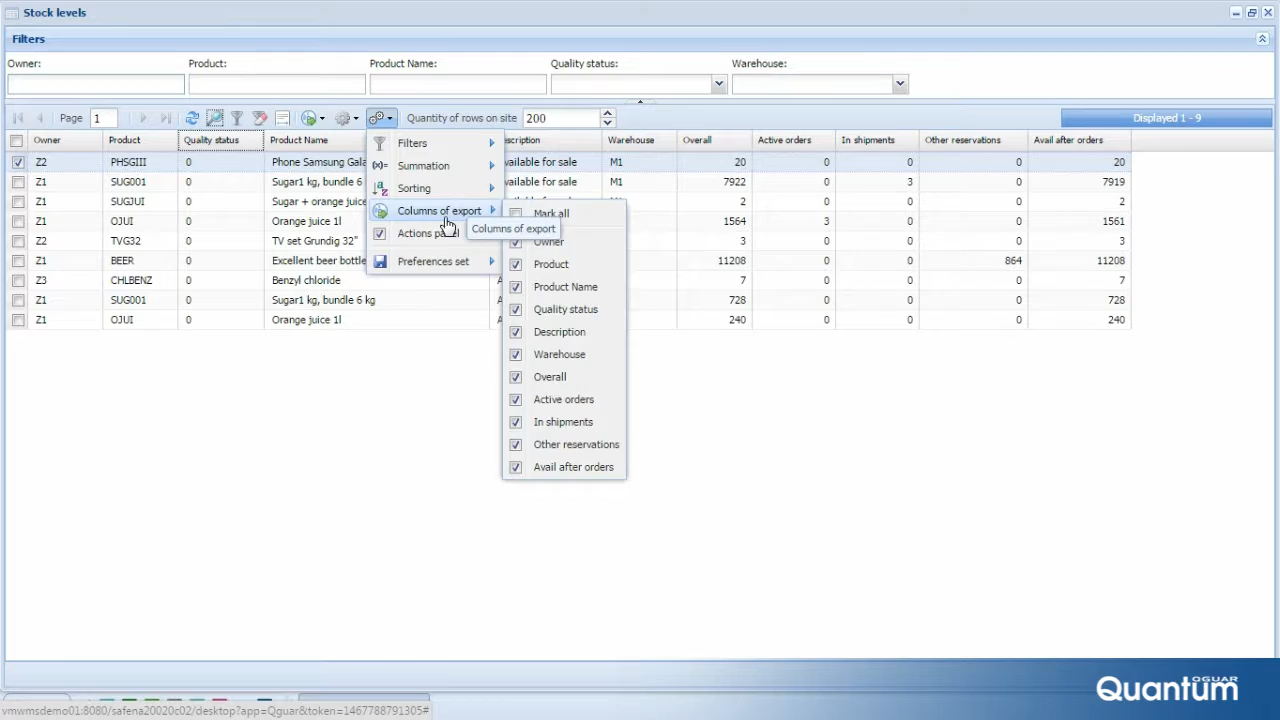 Stock levels
Filters
Owner: Product: Product Name: Quality status: Warehouse:
Page 1 Quantity of rows on site 200 Displayed 1 - 9
Owner Product Quality status Product Name scription Warehouse Overall Active orders In shipments Other reservations Avail after orders
Z2 PHSGIII 0 Phone Samsung Gala vailable for sale M1 20 0 0 0 20
Z1 SUG001 0 Sugar1 kg, bundle 6 vailable for sale M1 7922 0 3 0 7919
Z1 SUGJUI 0 Sugar + orange juice 2 0 0 0 2
Z1 OJUI 0 Orange juice 1l 1564 3 0 0 1561
Z2 TVG32 0 TV set Grundig 32" 3 0 0 0 3
Z1 BEER 0 Excellent beer bottle 11208 0 0 864 11208
Z3 CHLBENZ 0 Benzyl chloride 7 0 0 0 7
Z1 SUG001 0 Sugar1 kg, bundle 6 kg 728 0 0 0 728
Z1 OJUI 0 Orange juice 1l 240 0 0 0 240
Filters
Summation
Sorting
Columns of export
Actions
Preferences set
Columns of export
Mark all
Owner
Product
Product Name
Quality status
Description
Warehouse
Overall
Active orders
In shipments
Other reservations
Avail after orders
QGUAR
Quantum
vmwmsdemo01:8080/safena20020c02/desktop?app=Qguar&token=1467788791305#